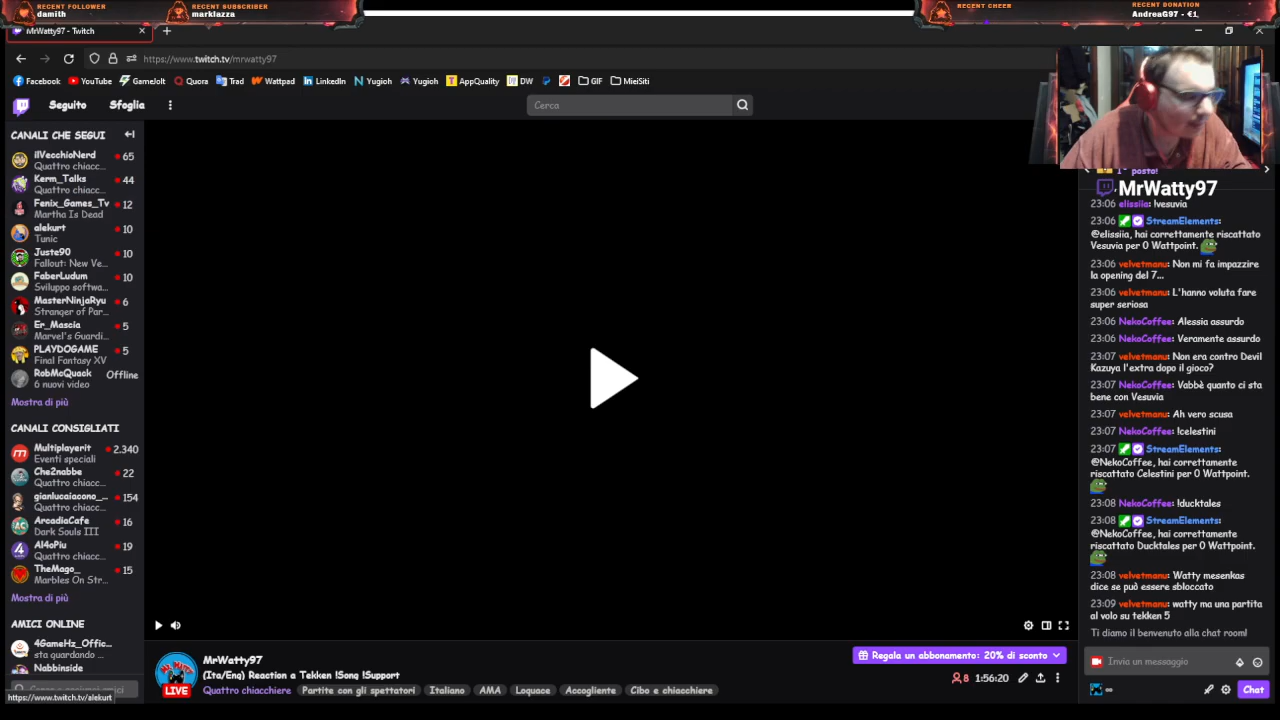 RECENT FOLLOWER
damith
RECENT SUBSCRIBER
marklazza
RECENT CHEER
RECENT DONATION
AndreaG97 - €1,
MrWatty97 - Twitch
https://www.twitch.tv/mrwatty97
Facebook YouTube GameJolt Quora Trad Wattpad LinkedIn Yugioh Yugioh AppQuality DW GIF MieiSiti
Seguito Sfoglia
Cerca
CANALI CHE SEGUI
ilVecchioNerd 65
Quattro chiacc...
Kerm_Talks 44
Quattro chiacc...
Fenix_Games_Tv 12
Martha Is Dead
alekurt 10
Tunic
Juste90 10
Fallout: New Ve...
FaberLudum 10
Sviluppo softwa...
MasterNinjaRyu 6
Stranger of Par...
Er_Mascia 5
Marvel's Guardi...
PLAYDOGAME 5
Final Fantasy XV
RobMcQuack Offline
6 nuovi video
Mostra di più
CANALI CONSIGLIATI
Multiplayerit 2.340
Eventi speciali
Che2nabbe 22
Quattro chiacc...
gianlucaiacono_... 154
Quattro chiacc...
ArcadiaCafe 16
Dark Souls III
Al4oPiu 19
Quattro chiacc...
TheMago_ 15
Marbles On Str...
Mostra di più
AMICI ONLINE
4GameHz_Offic...
sta guardando ...
Nabbinside
https://www.twitch.tv/alekurt
MrWatty97
LIVE
(Ita/Enq) Reaction a Tekken !Song !Support
Quattro chiacchiere Partite con gli spettatori Italiano AMA Loquace Accogliente Cibo e chiacchiere
Regala un abbonamento: 20% di sconto
8 1:56:20
1° posto!
MrWatty97
23:06 elissiia: !vesuvia
23:06 StreamElements:
@elissiia, hai correttamente riscattato
Vesuvia per 0 Wattpoint.
23:06 velvetmanu: Non mi fa impazzire
la opening del 7...
23:06 velvetmanu: L'hanno voluta fare
super seriosa
23:06 NekoCoffee: Alessia assurdo
23:06 NekoCoffee: Veramente assurdo
23:07 velvetmanu: Non era contro Devil
Kazuya l'extra dopo il gioco?
23:07 NekoCoffee: Vabbè quanto ci sta
bene con Vesuvia
23:07 velvetmanu: Ah vero scusa
23:07 NekoCoffee: !celestini
23:07 StreamElements:
@NekoCoffee, hai correttamente
riscattato Celestini per 0 Wattpoint.
23:08 NekoCoffee: !ducktales
23:08 StreamElements:
@NekoCoffee, hai correttamente
riscattato Ducktales per 0 Wattpoint.
23:08 velvetmanu: Watty mesenkas
dice se può essere sbloccato
23:09 velvetmanu: watty ma una partita
al volo su tekken 5
Ti diamo il benvenuto alla chat room!
Invia un messaggio
∞
Chat